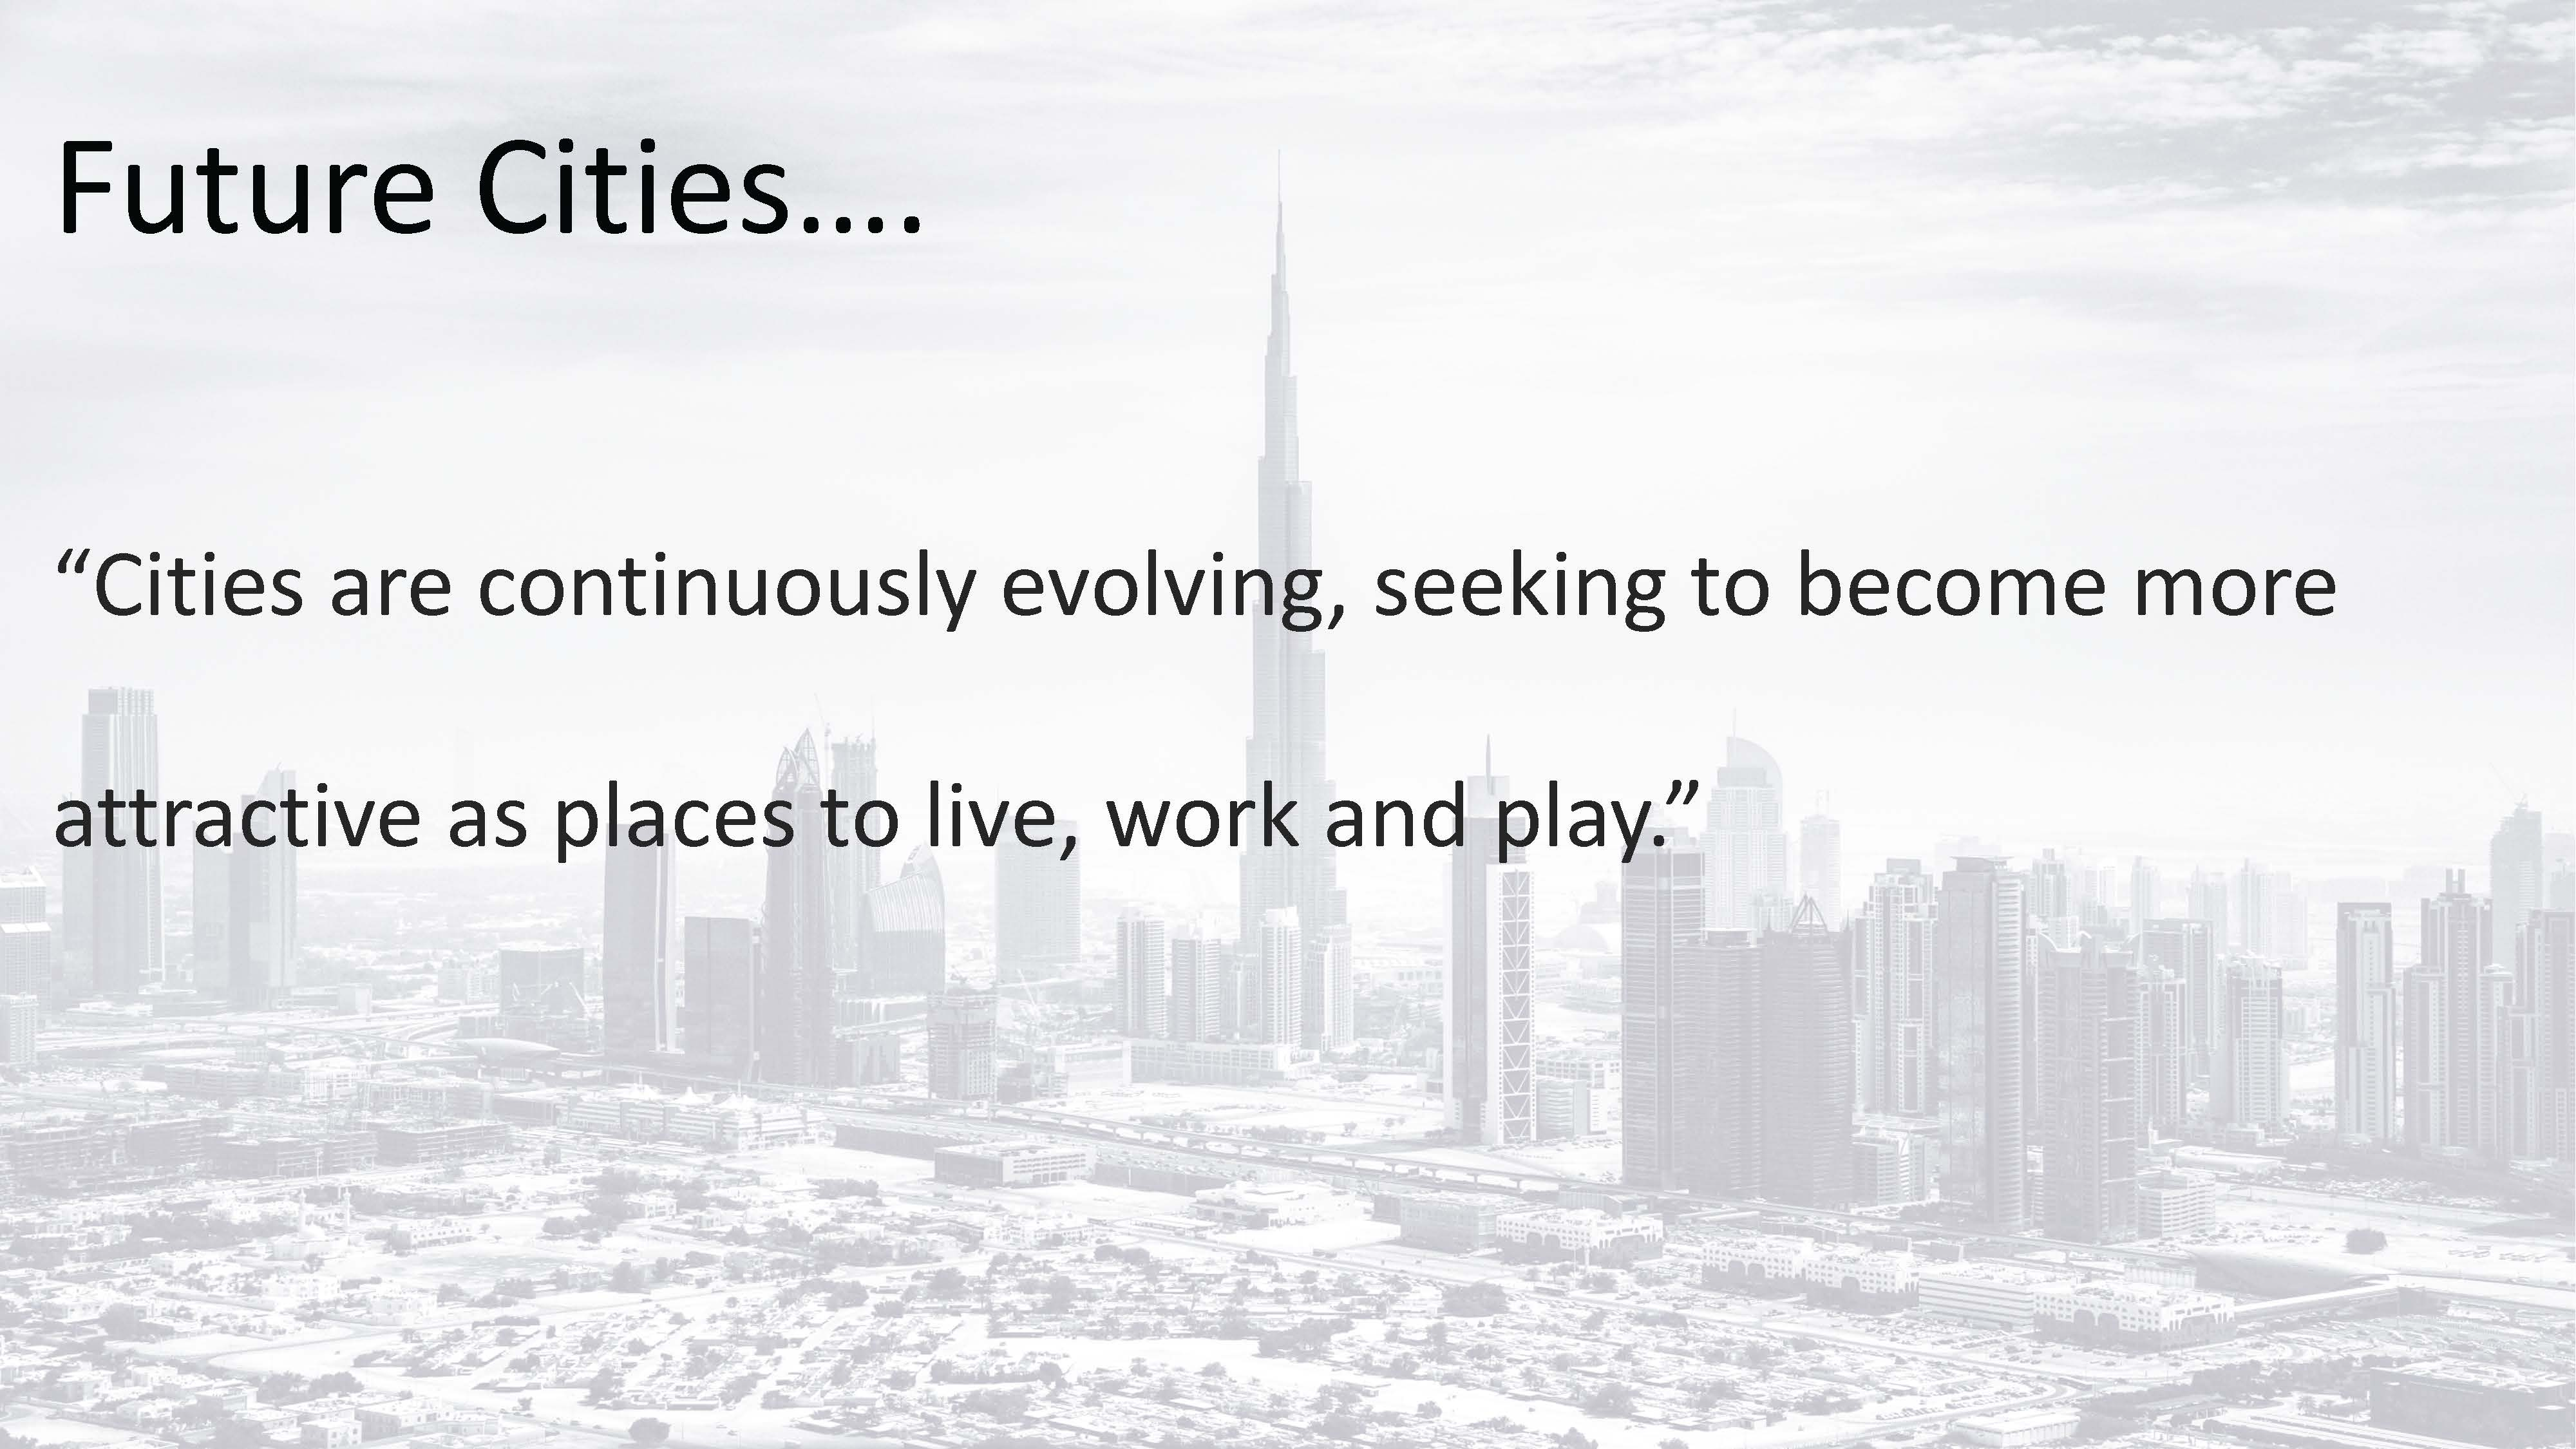 Future Cities....
“Cities are continuously evolving, seeking to become more
attractive as places to live, work and play.”